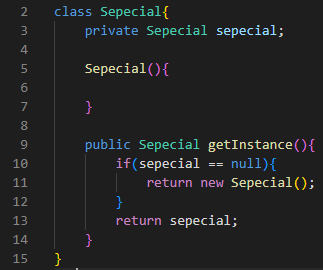 2 class Sepecial{
3     private Sepecial sepecial;
4
5     Sepecial(){
6
7     }
8
9     public Sepecial getInstance(){
10         if(sepecial == null){
11             return new Sepecial();
12         }
13         return sepecial;
14     }
15 }